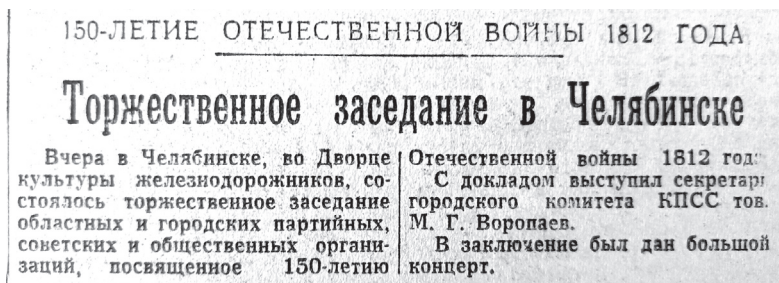 150-ЛЕТИЕ ОТЕЧЕСТВЕННОЙ ВОЙНЫ 1812 ГОДА
Торжественное заседание в Челябинске
Вчера в Челябинске, во Дворце
культуры железнодорожников, со-
стоялось торжественное заседание
областных и городских партийных,
советских и общественных органи-
заций, посвященное 150-летию
Отечественной войны 1812 год
С докладом выступил секретар
городского комитета КПСС тов.
М. Г. Воропаев.
В заключение был дан большой
концерт.